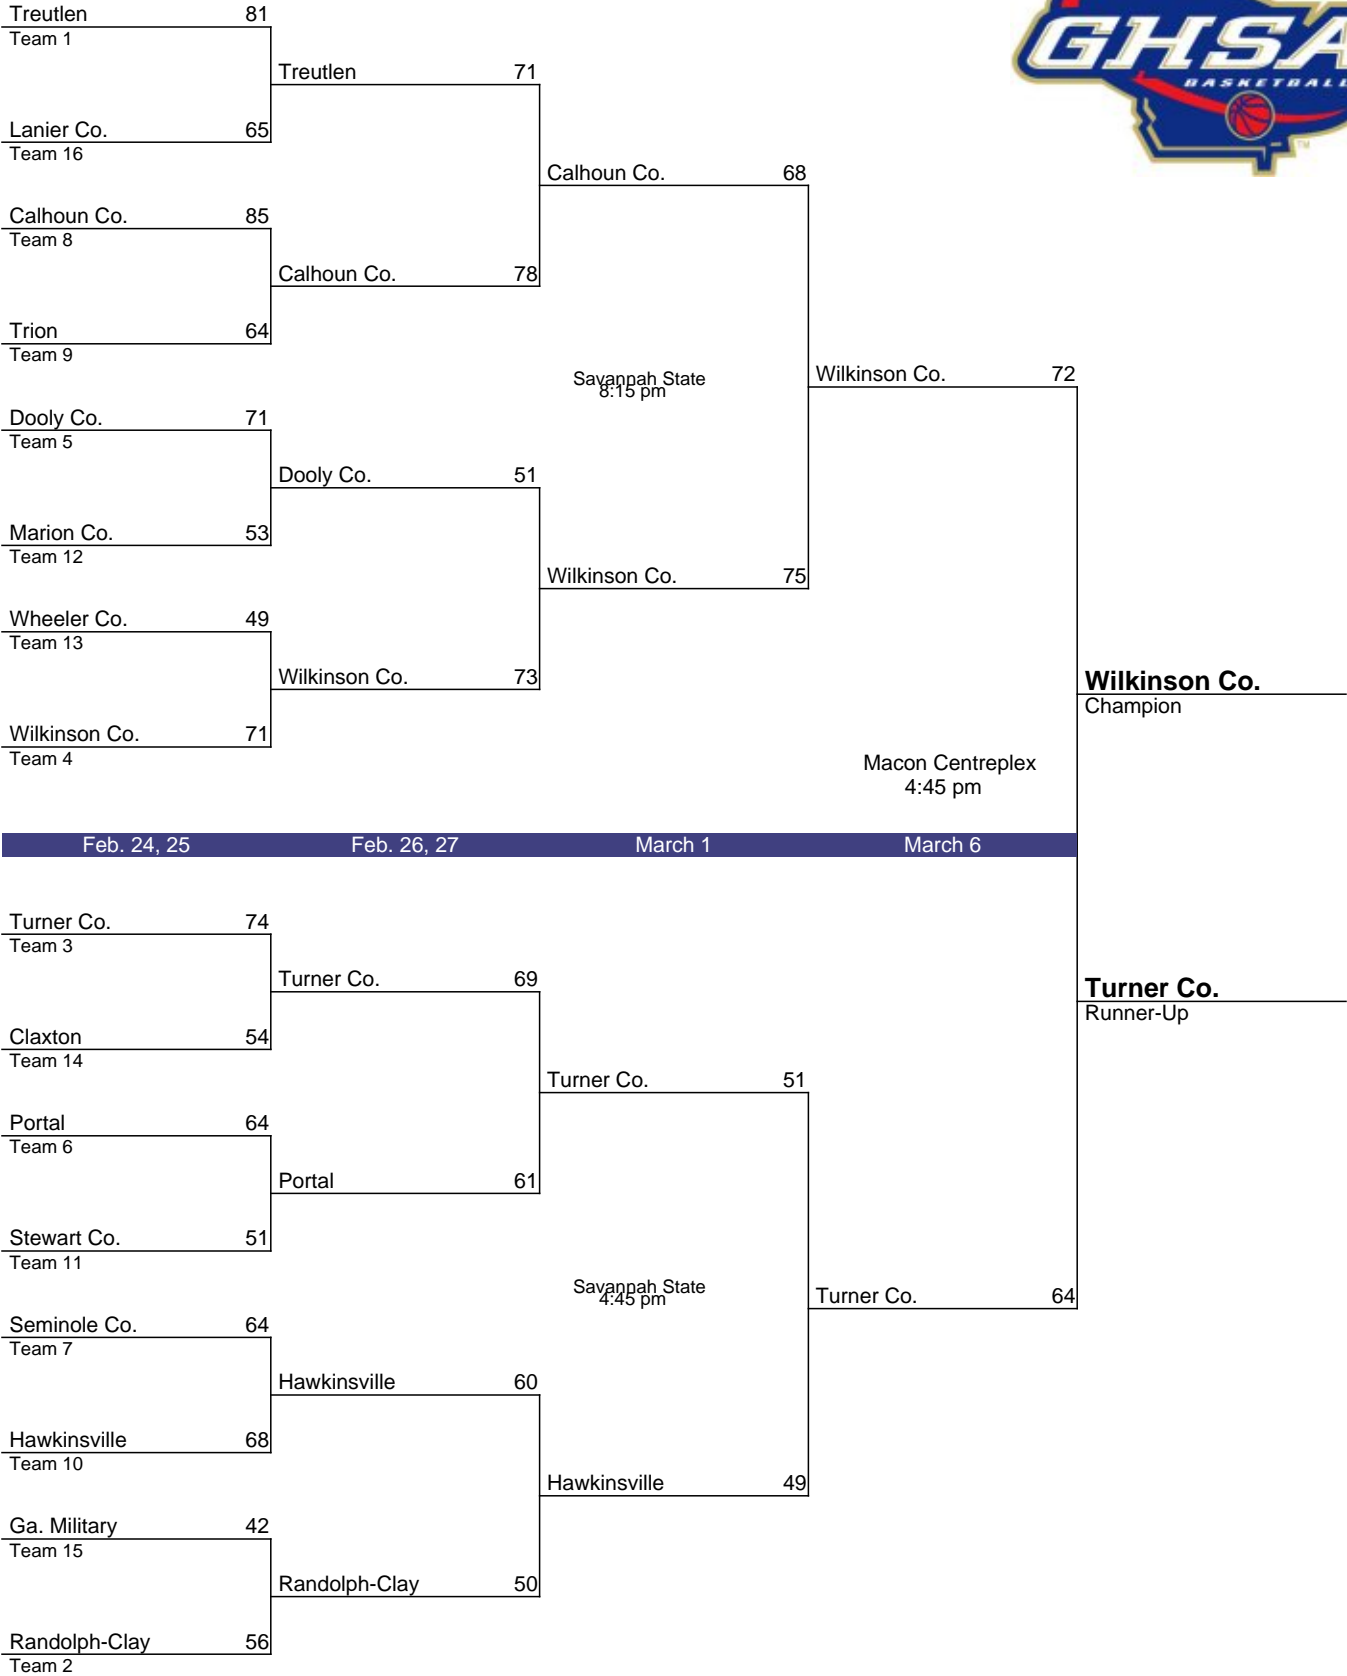 Treutlen 81
Team 1
Treutlen 71
Lanier Co. 65
Team 16
Calhoun Co. 68
Calhoun Co. 85
Team 8
Calhoun Co. 78
Trion 64
Team 9
Savannah State
8:15 pm
Wilkinson Co. 72
Dooly Co. 71
Team 5
Dooly Co. 51
Marion Co. 53
Team 12
Wilkinson Co. 75
Wheeler Co. 49
Team 13
Wilkinson Co. 73
Wilkinson Co.
Champion
Wilkinson Co. 71
Team 4
Macon Centreplex
4:45 pm
Feb. 24, 25 Feb. 26, 27 March 1 March 6
Turner Co. 74
Team 3
Turner Co. 69
Turner Co.
Runner-Up
Claxton 54
Team 14
Turner Co. 51
Portal 64
Team 6
Portal 61
Stewart Co. 51
Team 11
Savannah State
4:45 pm
Turner Co. 64
Seminole Co. 64
Team 7
Hawkinsville 60
Hawkinsville 68
Team 10
Hawkinsville 49
Ga. Military 42
Team 15
Randolph-Clay 50
Randolph-Clay 56
Team 2
GHSA
BASKETBALL
TM